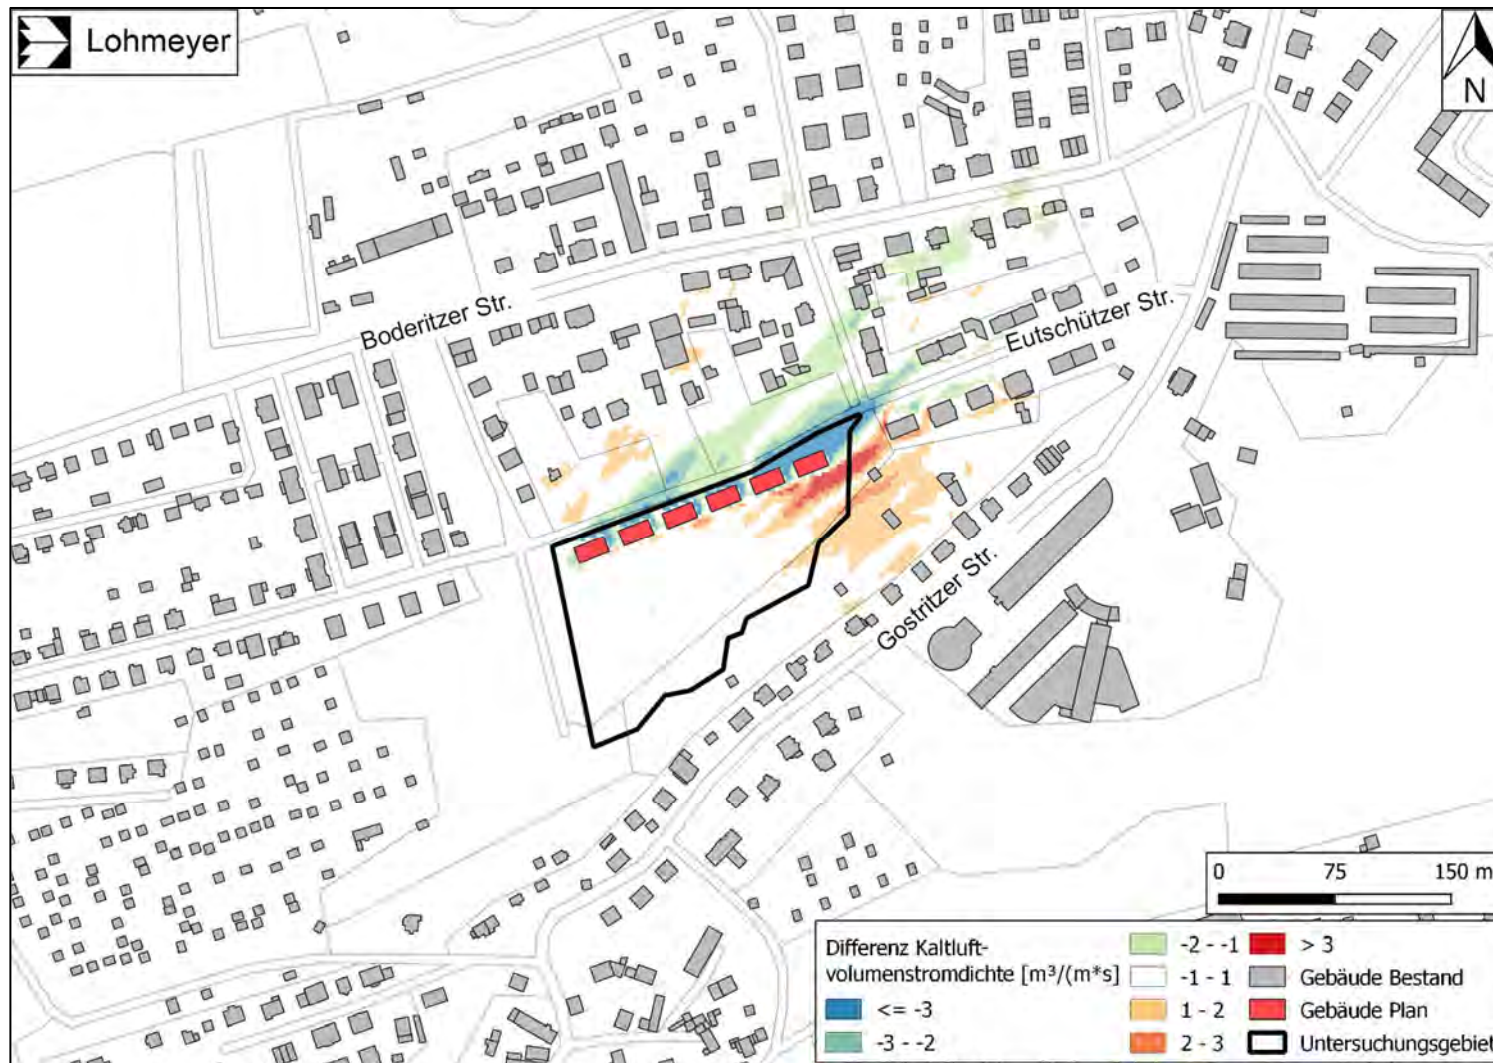 Lohmeyer
N
Boderitzer Str.
Eutschützer Str.
Gostritzer Str.
0 75 150 m
Differenz Kaltluft-
volumenstromdichte [m³/(m*s]
<= -3
-3 - -2
-2 - -1
-1 - 1
1 - 2
2 - 3
> 3
Gebäude Bestand
Gebäude Plan
Untersuchungsgebiet